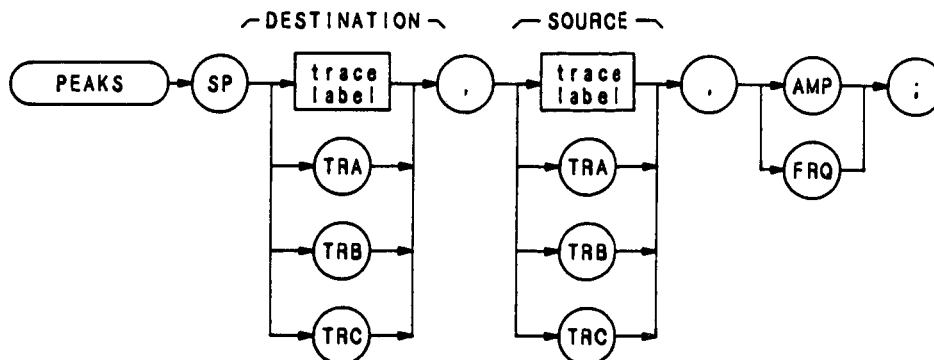 DESTINATION SOURCE
PEAKS SP trace label , trace label , AMP ;
TRA TRA FRQ
TRB TRB
TRC TRC